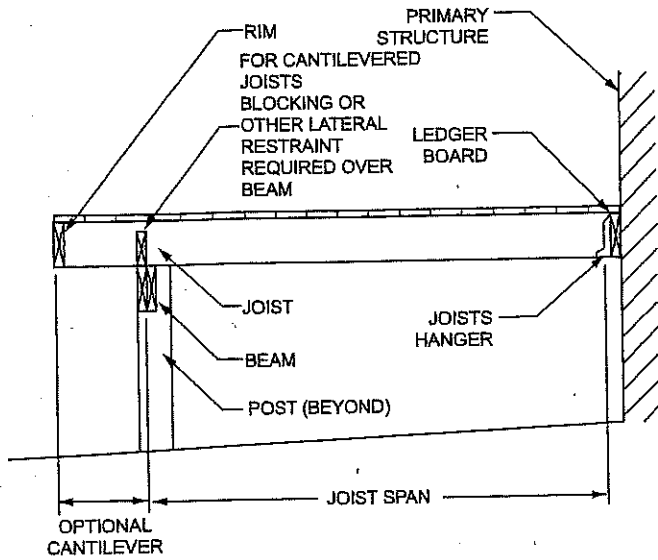 RIM
FOR CANTILEVERED
JOISTS
BLOCKING OR
OTHER LATERAL
RESTRAINT
REQUIRED OVER
BEAM
PRIMARY
STRUCTURE
LEDGER
BOARD
JOIST
BEAM
POST (BEYOND)
JOISTS
HANGER
JOIST SPAN
OPTIONAL
CANTILEVER